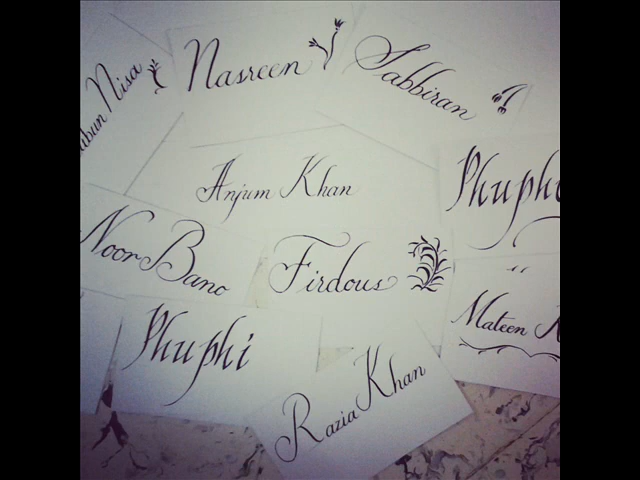 Nisa
Nasreen
Sabbiran
Anjum Khan
Phuphi
Noor Bano
Firdous
Mateen K
Phuphi
Razia Khan